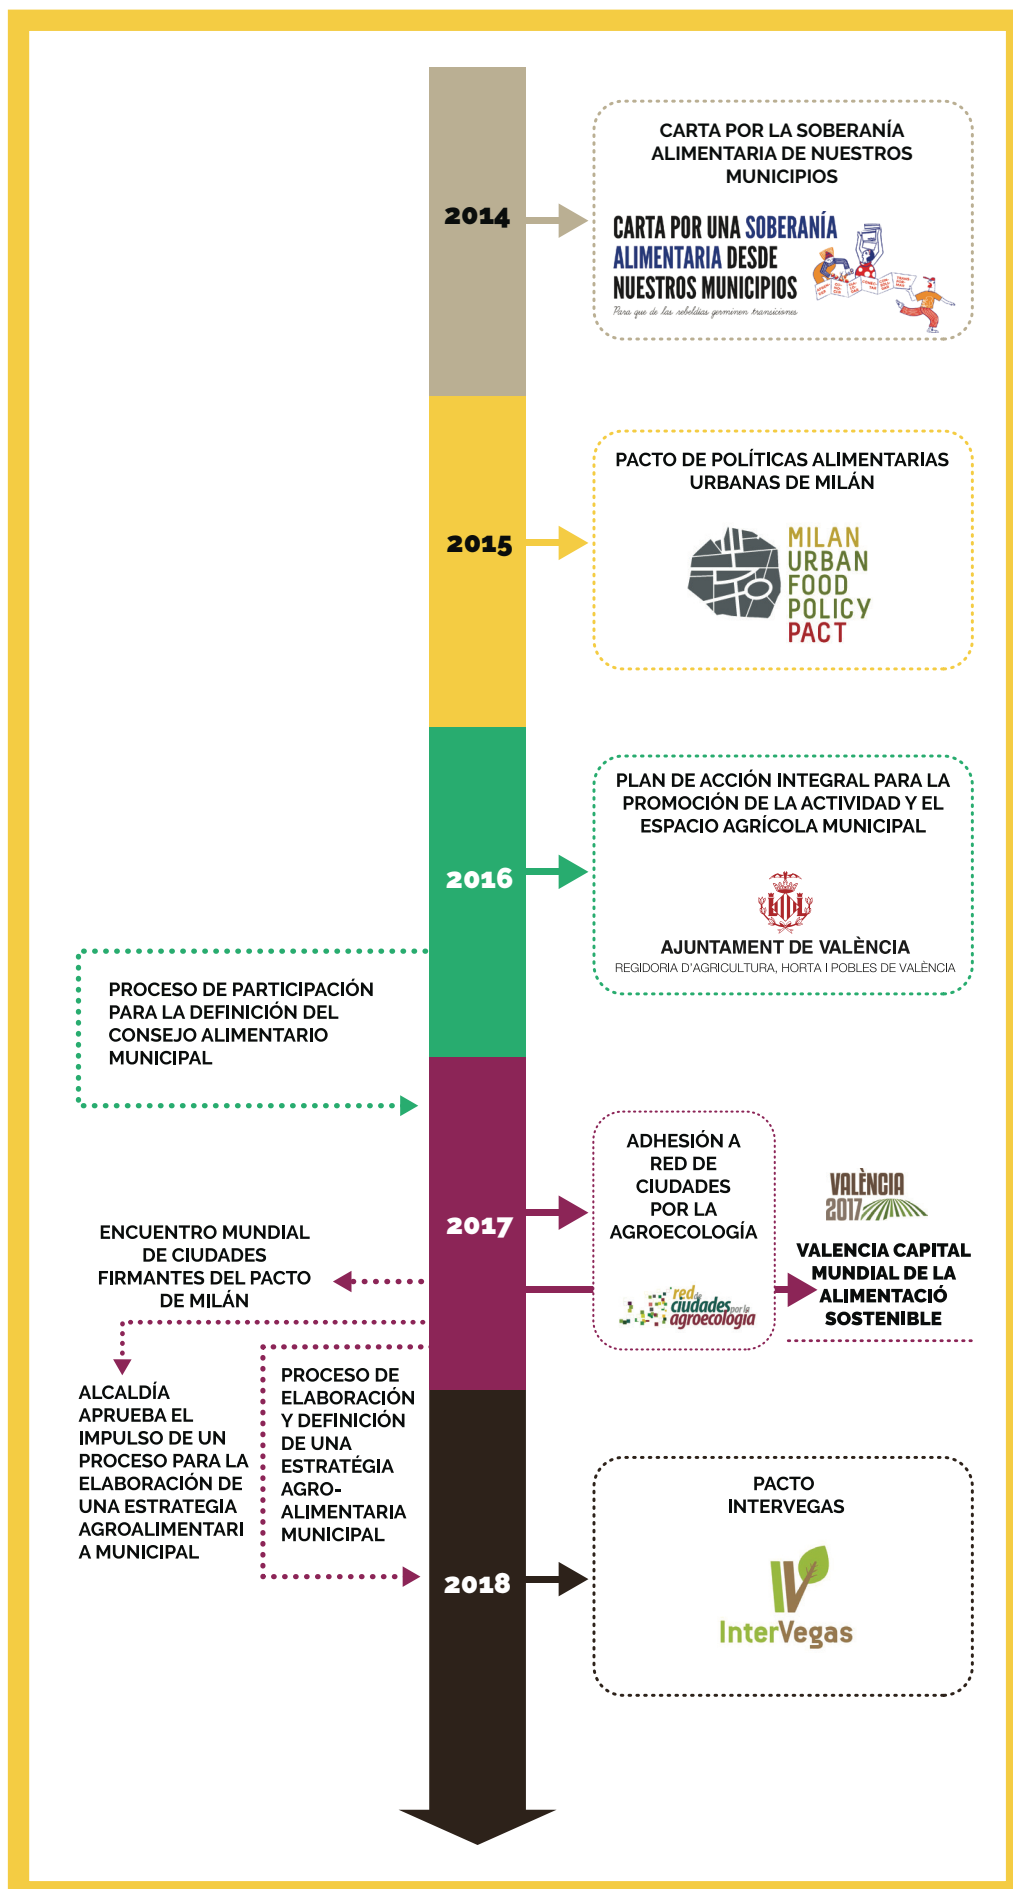 2014
CARTA POR LA SOBERANÍA
ALIMENTARIA DE NUESTROS
MUNICIPIOS
CARTA POR UNA SOBERANÍA
ALIMENTARIA DESDE
NUESTROS MUNICIPIOS
Para que de las rebeldías germinen transiciones
2015
PACTO DE POLÍTICAS ALIMENTARIAS
URBANAS DE MILÁN
MILAN
URBAN
FOOD
POLICY
PACT
2016
PLAN DE ACCIÓN INTEGRAL PARA LA
PROMOCIÓN DE LA ACTIVIDAD Y EL
ESPACIO AGRÍCOLA MUNICIPAL
AJUNTAMENT DE VALÈNCIA
REGIDORIA D'AGRICULTURA, HORTA I POBLES DE VALÈNCIA
PROCESO DE PARTICIPACIÓN
PARA LA DEFINICIÓN DEL
CONSEJO ALIMENTARIO
MUNICIPAL
2017
ADHESIÓN A
RED DE
CIUDADES
POR LA
AGROECOLOGÍA
red de
ciudades por la
agroecología
VALÈNCIA
2017
VALENCIA CAPITAL
MUNDIAL DE LA
ALIMENTACIÓ
SOSTENIBLE
ENCUENTRO MUNDIAL
DE CIUDADES
FIRMANTES DEL PACTO
DE MILÁN
ALCALDÍA
APRUEBA EL
IMPULSO DE UN
PROCESO PARA LA
ELABORACIÓN DE
UNA ESTRATEGIA
AGROALIMENTARI
A MUNICIPAL
PROCESO DE
ELABORACIÓN
Y DEFINICIÓN
DE UNA
ESTRATÉGIA
AGRO-
ALIMENTARIA
MUNICIPAL
2018
PACTO
INTERVEGAS
InterVegas